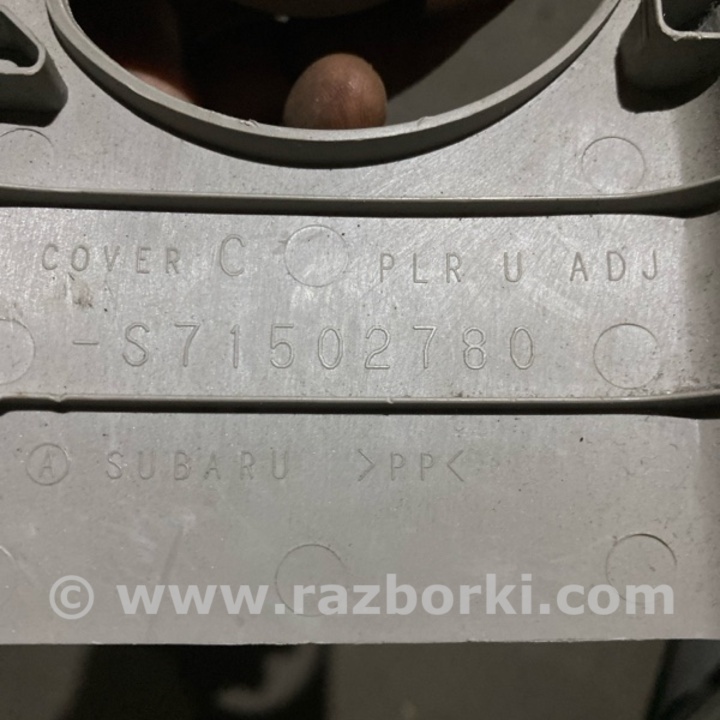 COVER C PLR U ADJ
-S71502780
A SUBARU >PP<
© www.razborki.com